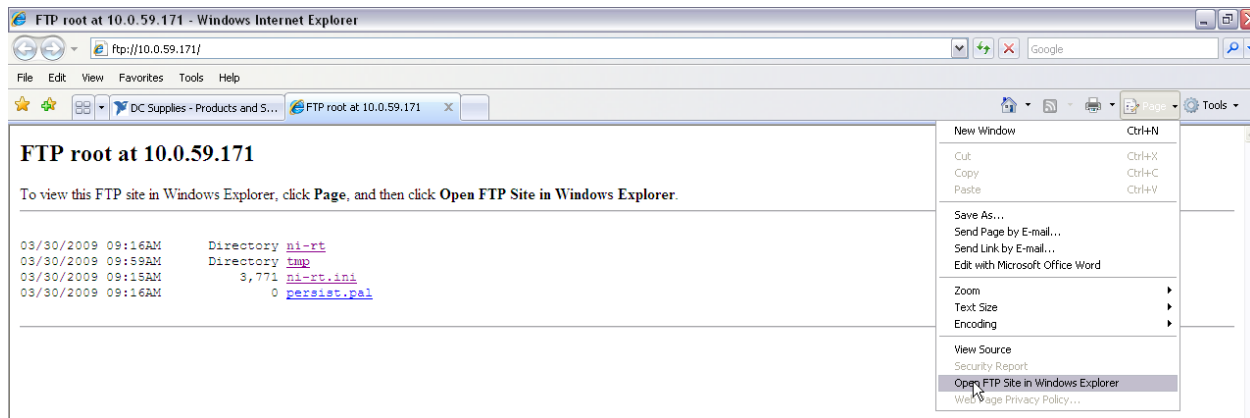 FTP root at 10.0.59.171 - Windows Internet Explorer
ftp://10.0.59.171/
Google
File Edit View Favorites Tools Help
DC Supplies - Products and S...
FTP root at 10.0.59.171
Page
Tools
FTP root at 10.0.59.171
To view this FTP site in Windows Explorer, click Page, and then click Open FTP Site in Windows Explorer.
03/30/2009 09:16AM Directory ni-rt
03/30/2009 09:59AM Directory tmp
03/30/2009 09:15AM 3,771 ni-rt.ini
03/30/2009 09:16AM 0 persist.pal
New Window Ctrl+N
Cut Ctrl+X
Copy Ctrl+C
Paste Ctrl+V
Save As...
Send Page by E-mail...
Send Link by E-mail...
Edit with Microsoft Office Word
Zoom
Text Size
Encoding
View Source
Security Report
Open FTP Site in Windows Explorer
Web Page Privacy Policy...